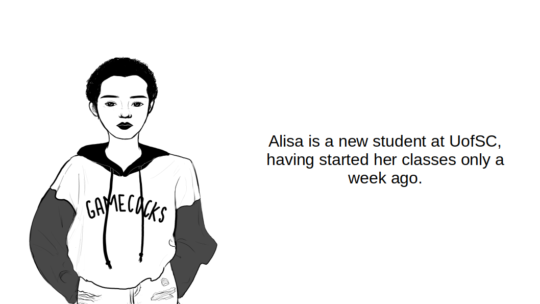 GAMECOCKS
Alisa is a new student at UofSC,
having started her classes only a
week ago.